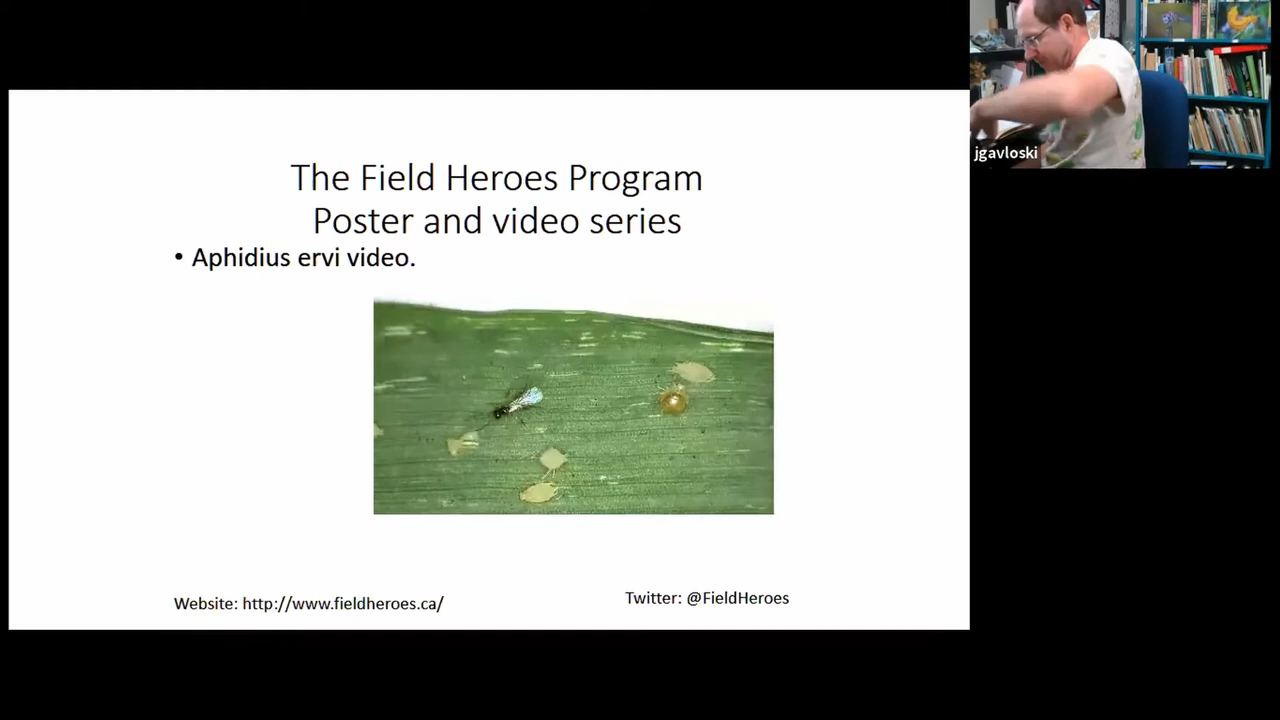 The Field Heroes Program
Poster and video series
• Aphidius ervi video.
Website: http://www.fieldheroes.ca/
Twitter: @FieldHeroes
jgavloski